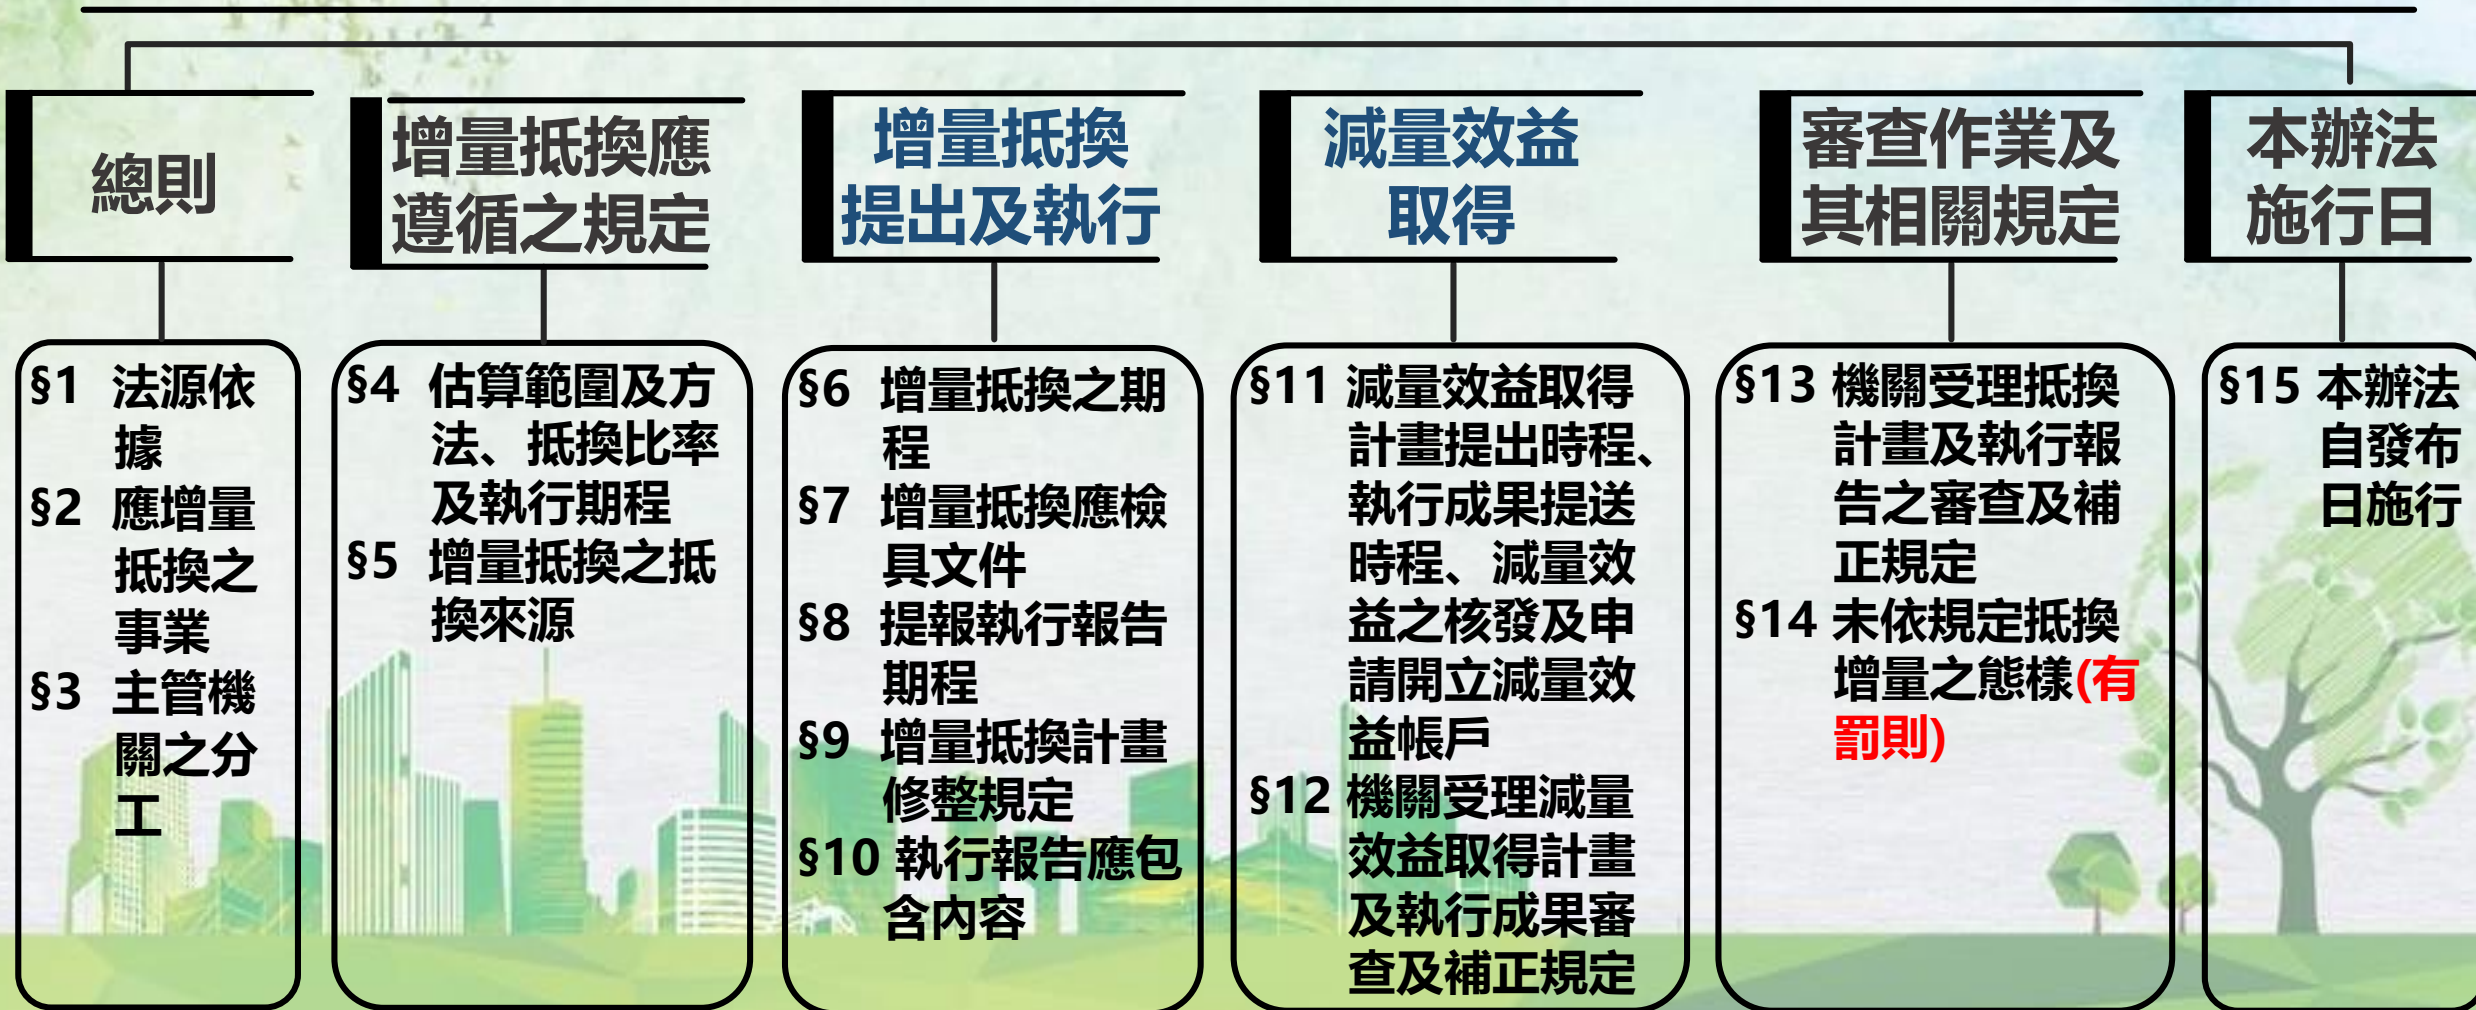 總則
增量抵換應
遵循之規定
增量抵換
提出及執行
減量效益
取得
審查作業及
其相關規定
本辦法
施行日
§1 法源依
據
§2 應增量
抵換之
事業
§3 主管機
關之分
工
§4 估算範圍及方
法、抵換比率
及執行期程
§5 增量抵換之抵
換來源
§6 增量抵換之期
程
§7 增量抵換應檢
具文件
§8 提報執行報告
期程
§9 增量抵換計畫
修整規定
§10 執行報告應包
含內容
§11 減量效益取得
計畫提出時程、
執行成果提送
時程、減量效
益之核發及申
請開立減量效
益帳戶
§12 機關受理減量
效益取得計畫
及執行成果審
查及補正規定
§13 機關受理抵換
計畫及執行報
告之審查及補
正規定
§14 未依規定抵換
增量之態樣(有
罰則)
§15 本辦法
自發布
日施行